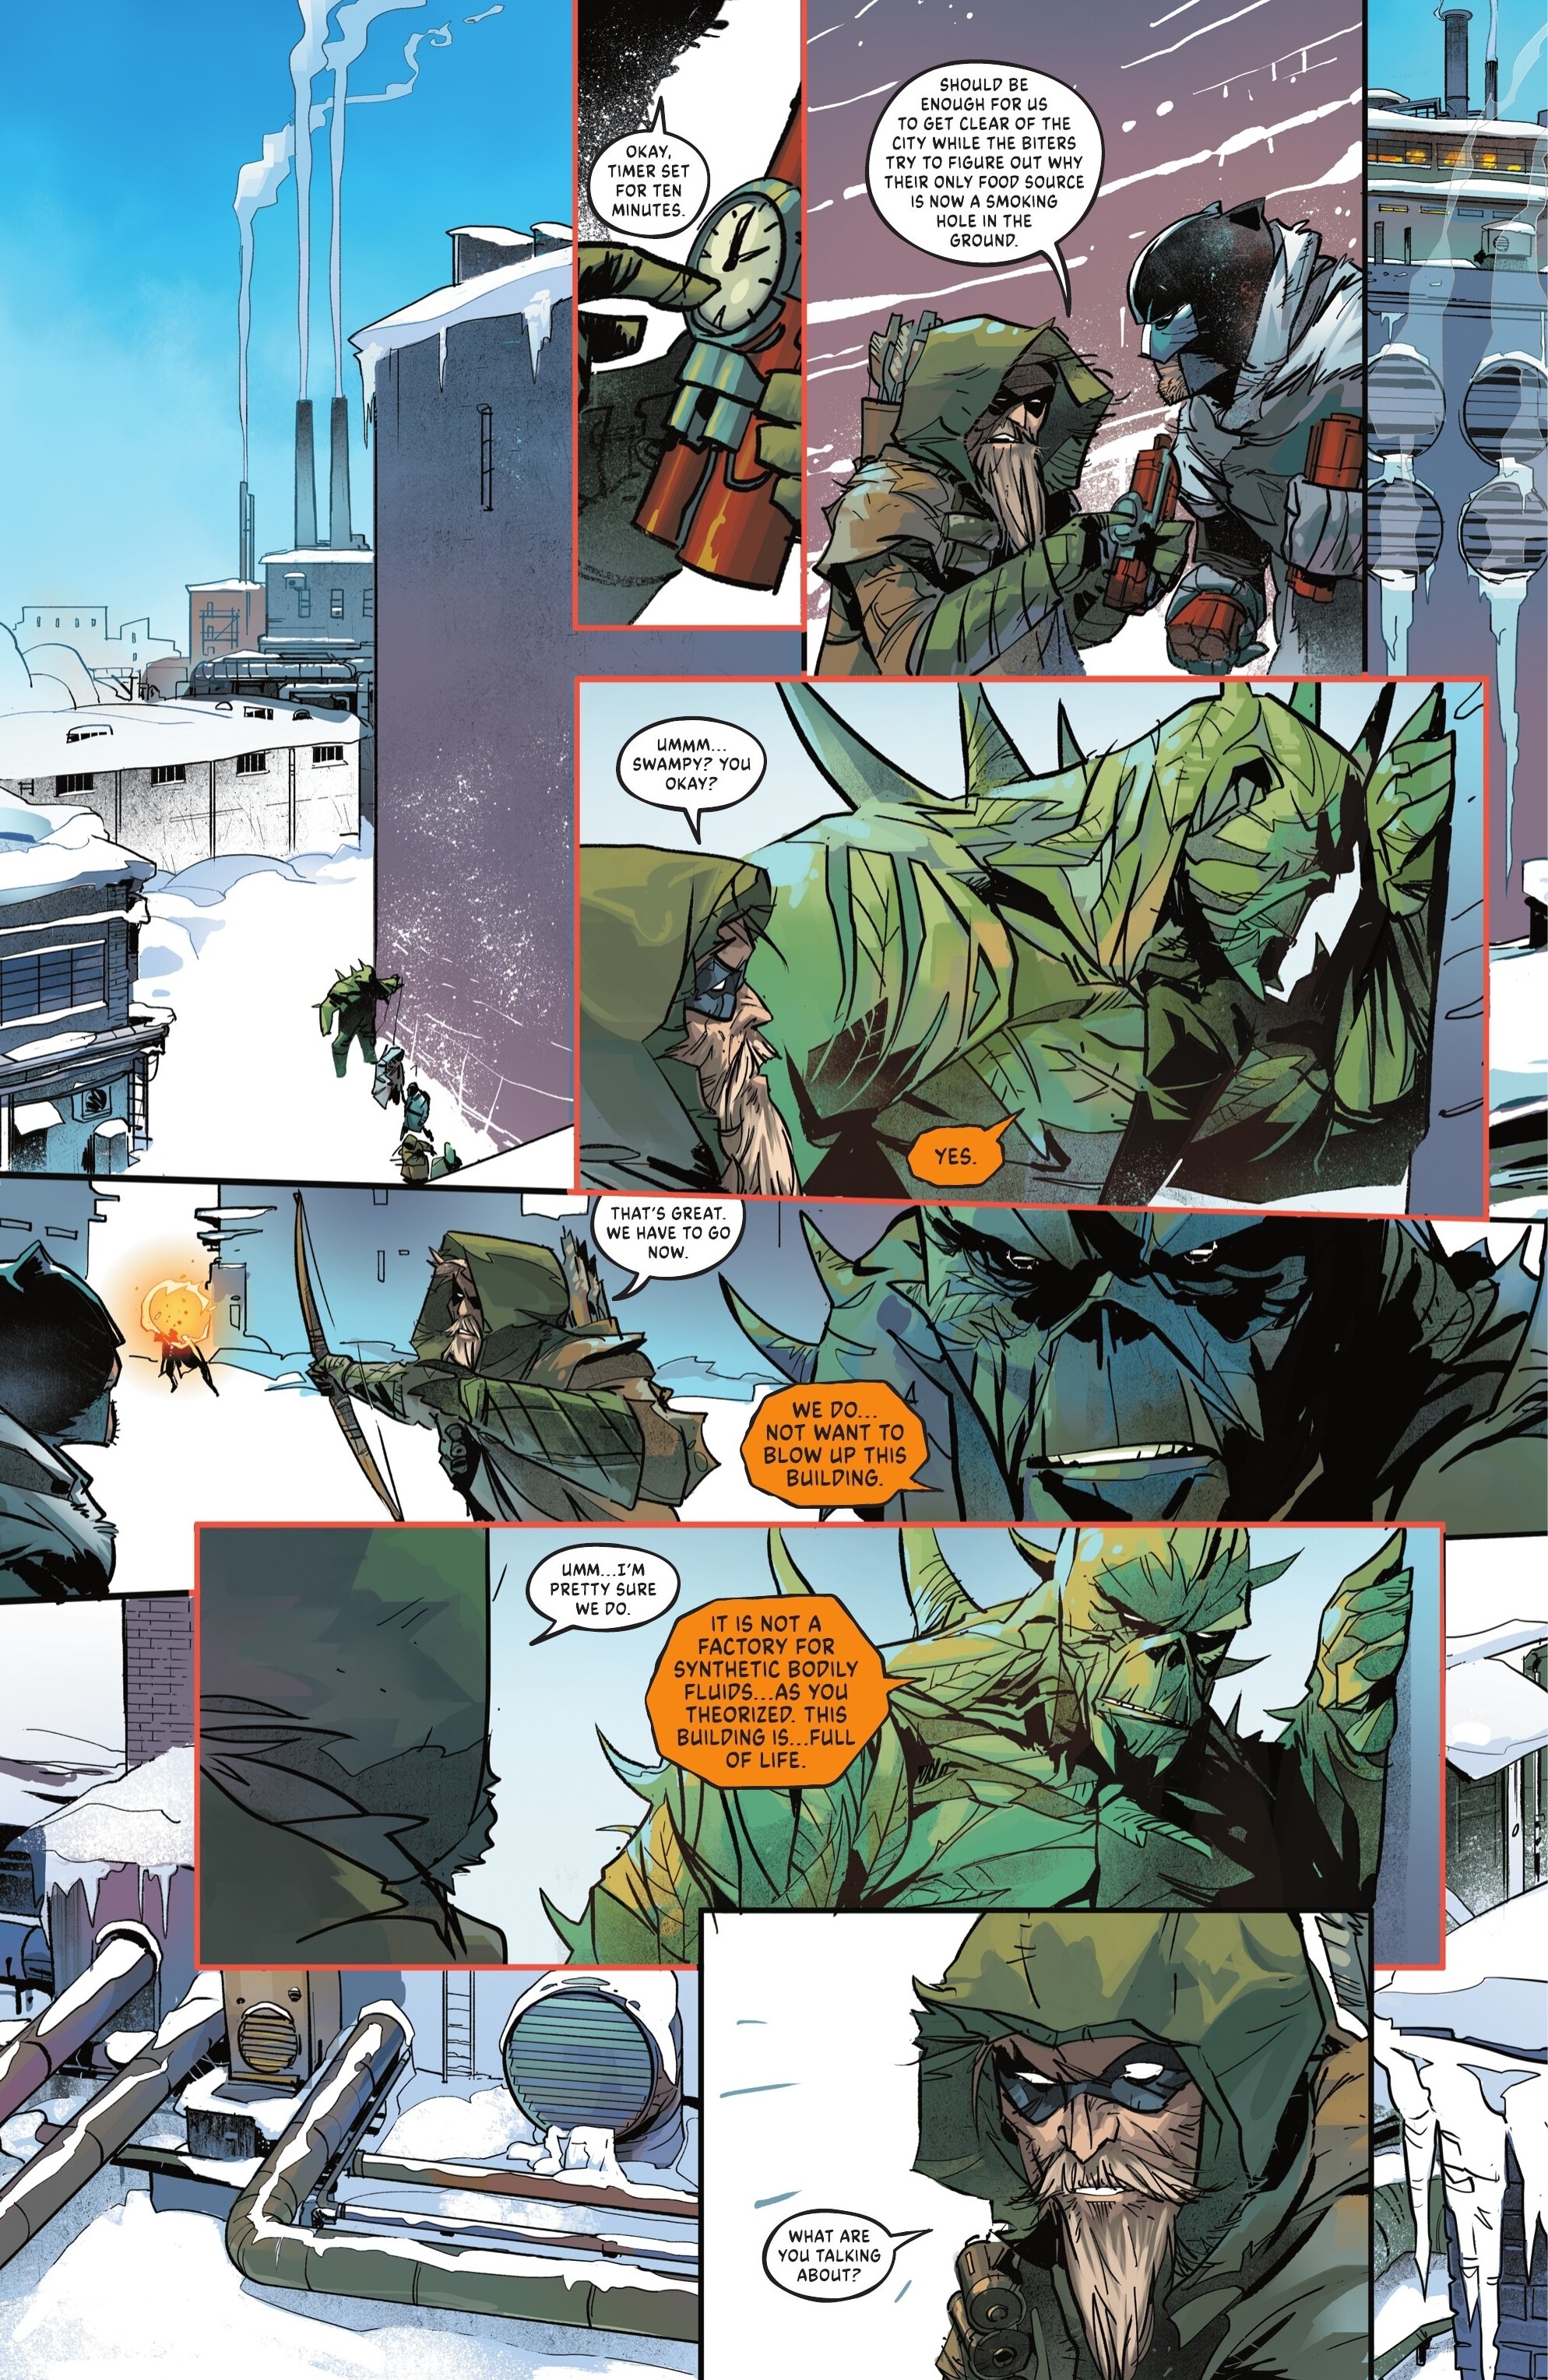 OKAY,
TIMER SET
FOR TEN
MINUTES.
SHOULD BE
ENOUGH FOR US
TO GET CLEAR OF THE
CITY WHILE THE BITERS
TRY TO FIGURE OUT WHY
THEIR ONLY FOOD SOURCE
IS NOW A SMOKING
HOLE IN THE
GROUND.
UMMM...
SWAMPY? YOU
OKAY?
YES.
THAT'S GREAT.
WE HAVE TO GO
NOW.
WE DO...
NOT WANT TO
BLOW UP THIS
BUILDING.
UMM...I'M
PRETTY SURE
WE DO.
IT IS NOT A
FACTORY FOR
SYNTHETIC BODILY
FLUIDS...AS YOU
THEORIZED. THIS
BUILDING IS...FULL
OF LIFE.
WHAT ARE
YOU TALKING
ABOUT?